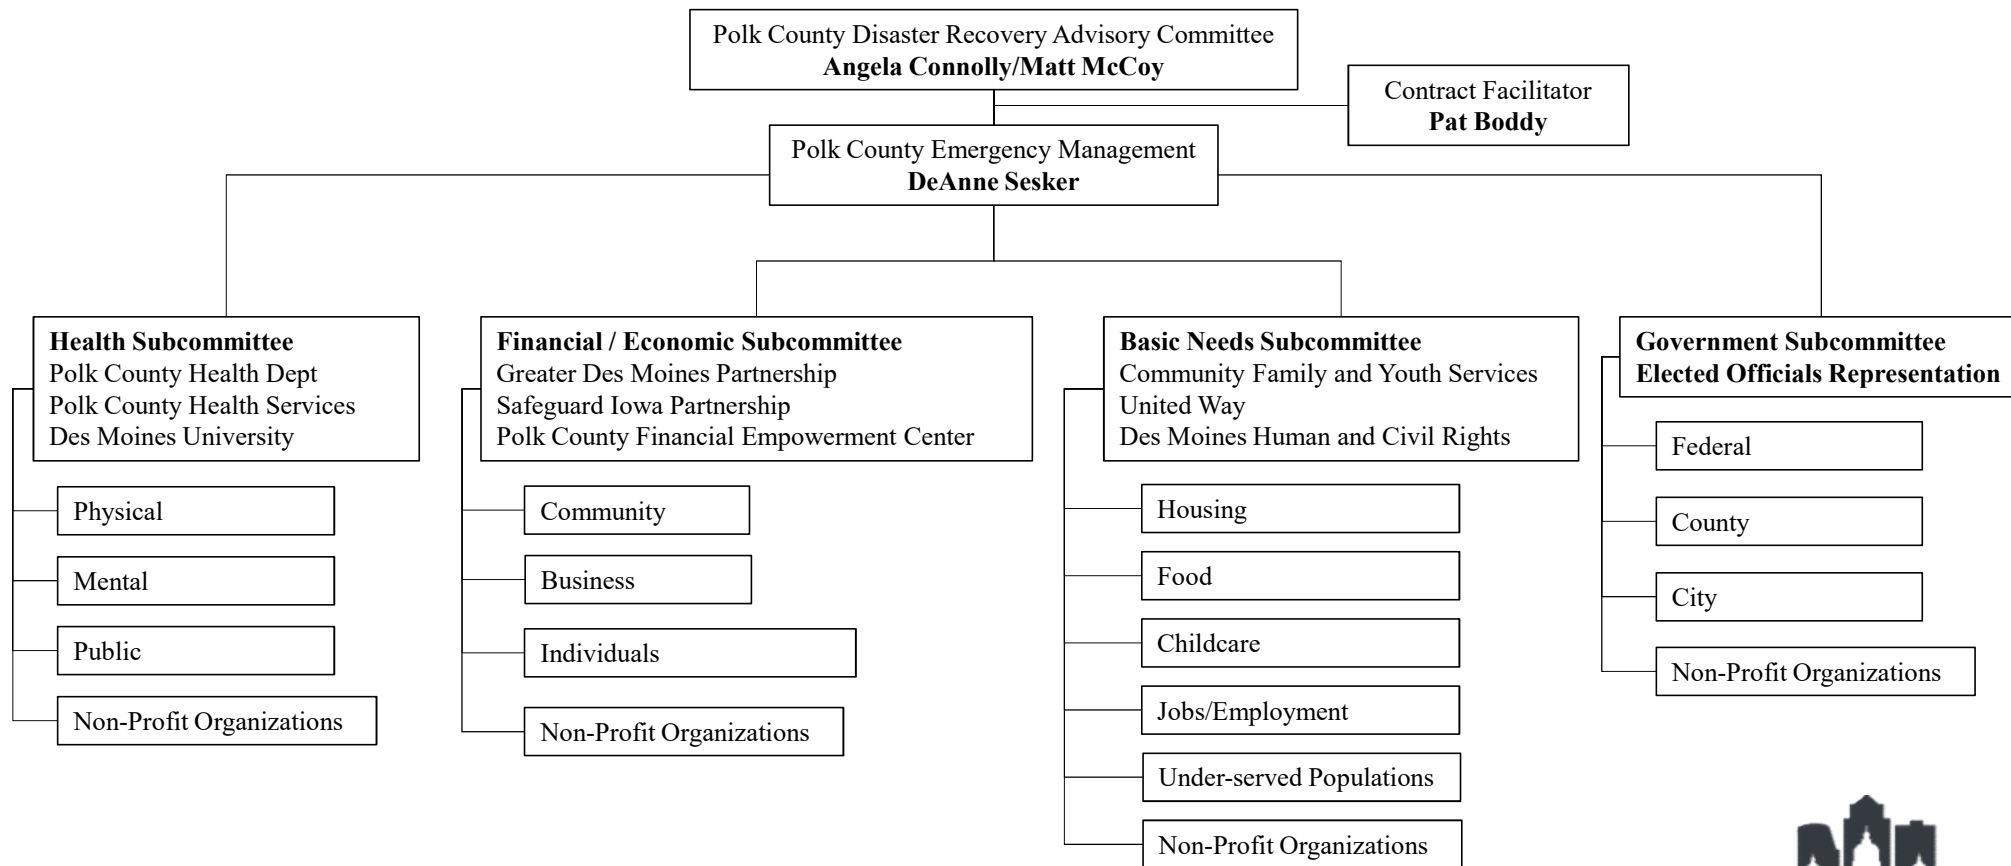 Polk County Disaster Recovery Advisory Committee
Angela Connolly/Matt McCoy
Contract Facilitator
Pat Boddy
Polk County Emergency Management
DeAnne Sesker
Health Subcommittee
Polk County Health Dept
Polk County Health Services
Des Moines University
Physical
Mental
Public
Non-Profit Organizations
Financial / Economic Subcommittee
Greater Des Moines Partnership
Safeguard Iowa Partnership
Polk County Financial Empowerment Center
Community
Business
Individuals
Non-Profit Organizations
Basic Needs Subcommittee
Community Family and Youth Services
United Way
Des Moines Human and Civil Rights
Housing
Food
Childcare
Jobs/Employment
Under-served Populations
Non-Profit Organizations
Government Subcommittee
Elected Officials Representation
Federal
County
City
Non-Profit Organizations